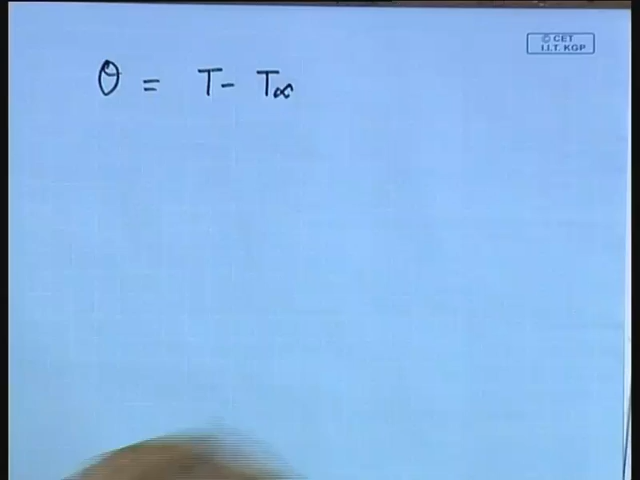 © CET
I.I.T. KGP
θ = T - T∞